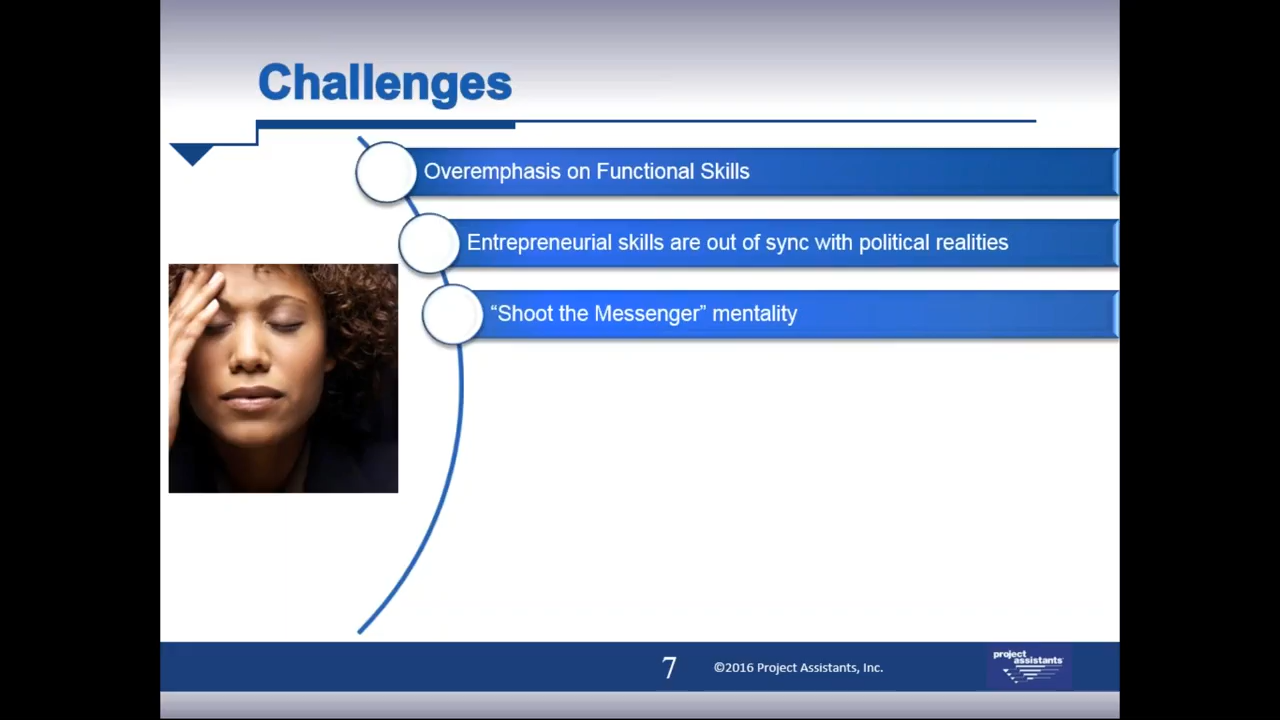 Challenges
Overemphasis on Functional Skills
Entrepreneurial skills are out of sync with political realities
“Shoot the Messenger” mentality
7
©2016 Project Assistants, Inc.
project
assistants